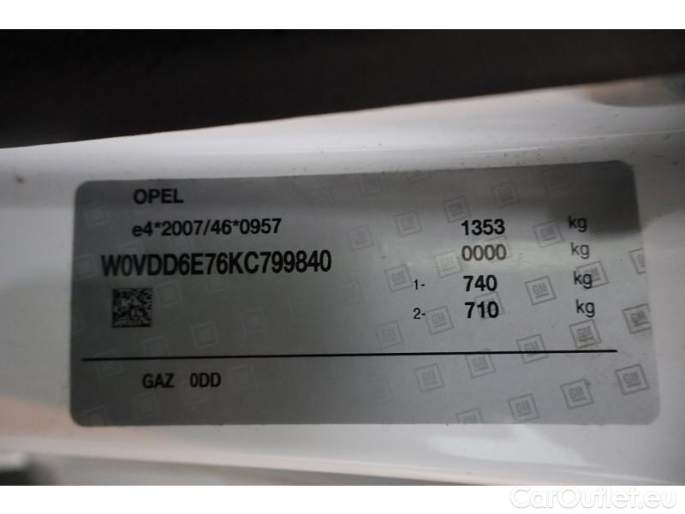 OPEL
e4*2007/46*0957 1353 kg
W0VDD6E76KC799840 0000 kg
1- 740 kg
2- 710 kg
GAZ 0DD
CarOutlet.eu